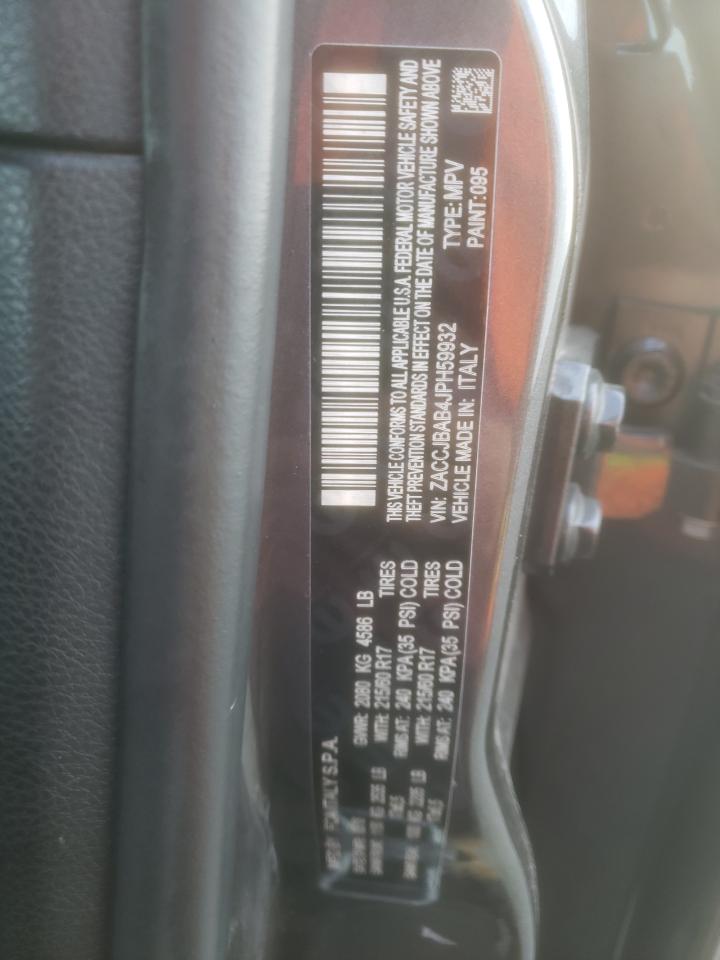 FCA ITALY S.P.A.
GVWR: 2080 KG 4586 LB
WITH: 215/60 R17 TIRES
RIMS AT: 240 KPA(35 PSI) COLD
WITH: 215/60 R17 TIRES
RIMS AT: 240 KPA(35 PSI) COLD
THIS VEHICLE CONFORMS TO ALL APPLICABLE U.S.A. FEDERAL MOTOR VEHICLE SAFETY AND
THEFT PREVENTION STANDARDS IN EFFECT ON THE DATE OF MANUFACTURE SHOWN ABOVE
VIN: ZACCJBAB4JPH59932 TYPE: MPV
VEHICLE MADE IN: ITALY PAINT: 095